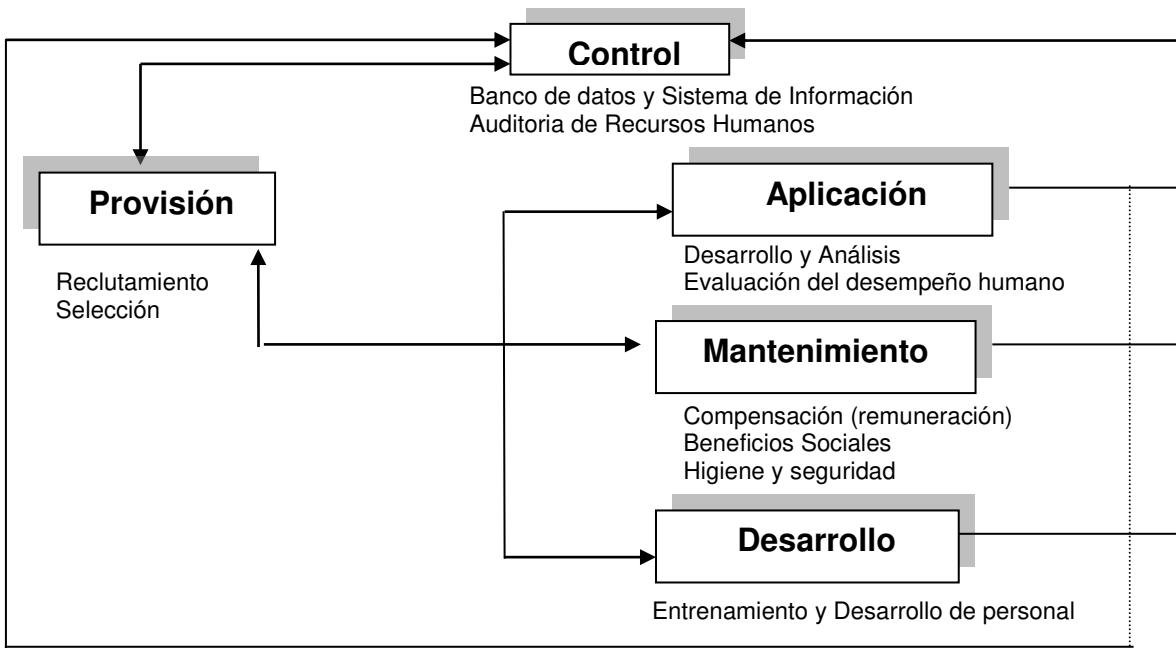 Control
Banco de datos y Sistema de Información
Auditoria de Recursos Humanos
Provisión
Reclutamiento
Selección
Aplicación
Desarrollo y Análisis
Evaluación del desempeño humano
Mantenimiento
Compensación (remuneración)
Beneficios Sociales
Higiene y seguridad
Desarrollo
Entrenamiento y Desarrollo de personal